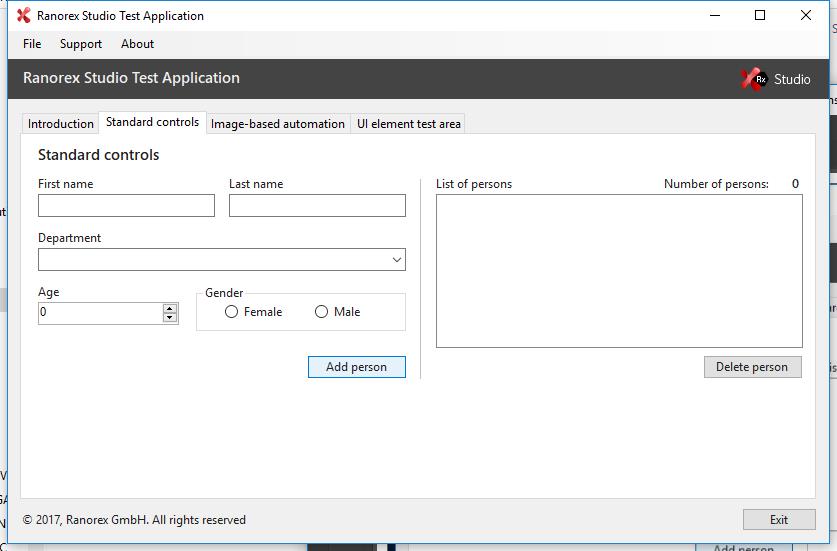 Ranorex Studio Test Application
File Support About
Ranorex Studio Test Application
Rx Studio
Introduction Standard controls Image-based automation UI element test area
Standard controls
First name Last name List of persons Number of persons: 0
Department
Age Gender
0 Female Male
Add person Delete person
© 2017, Ranorex GmbH. All rights reserved Exit
Add person